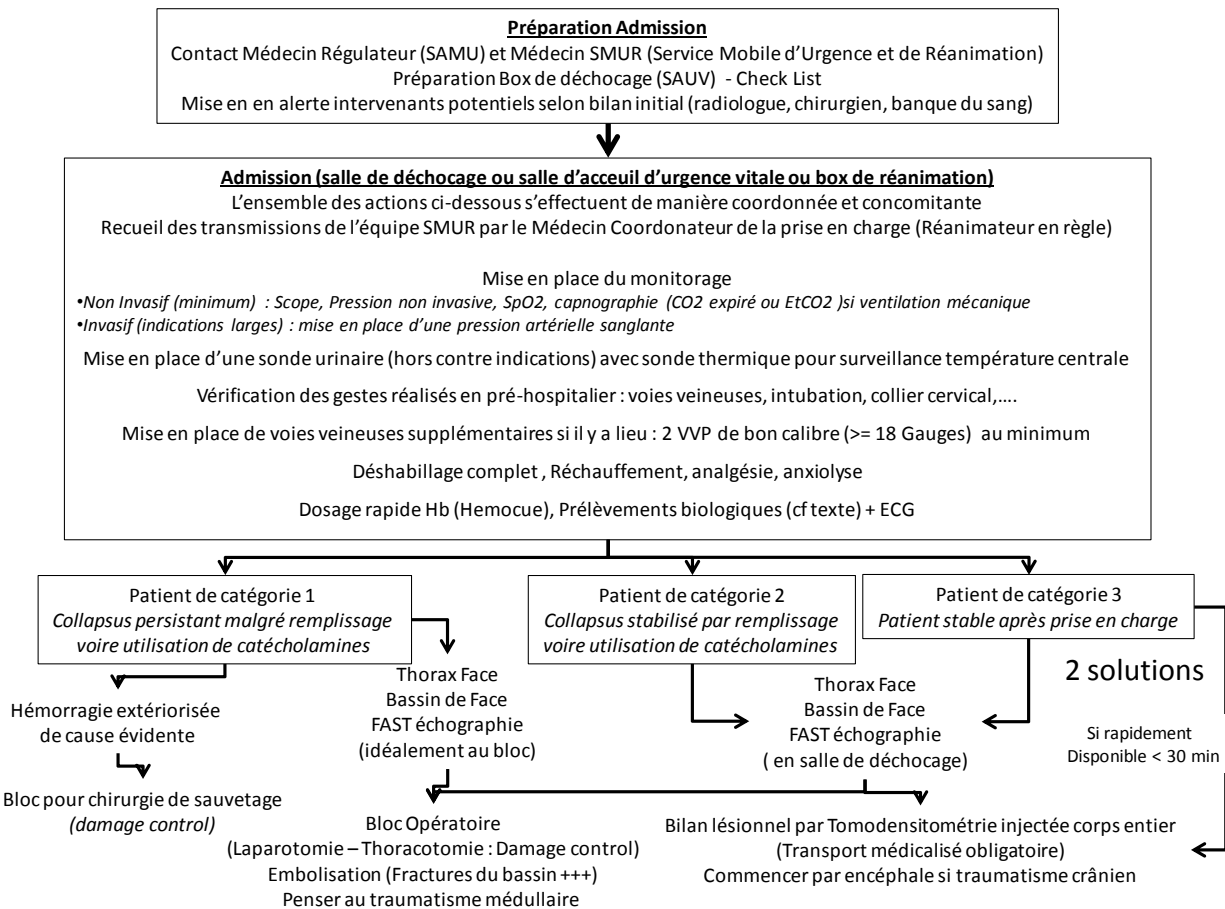 Préparation Admission
Contact Médecin Régulateur (SAMU) et Médecin SMUR (Service Mobile d'Urgence et de Réanimation)
Préparation Box de déchocage (SAUV)  - Check List
Mise en en alerte intervenants potentiels selon bilan initial (radiologue, chirurgien, banque du sang)
Admission (salle de déchocage ou salle d'acceuil d'urgence vitale ou box de réanimation)
L'ensemble des actions ci-dessous s'effectuent de manière coordonnée et concomitante
Recueil des transmissions de l'équipe SMUR par le Médecin Coordonateur de la prise en charge (Réanimateur en règle)
Mise en place du monitorage
•Non Invasif (minimum)  : Scope, Pression non invasive, SpO2, capnographie (CO2 expiré ou EtCO2 )si ventilation mécanique
•Invasif (indications larges) : mise en place d'une pression artérielle sanglante
Mise en place d'une sonde urinaire (hors contre indications) avec sonde thermique pour surveillance température centrale
Vérification des gestes réalisés en pré-hospitalier : voies veineuses, intubation, collier cervical,....
Mise en place de voies veineuses supplémentaires si il y a lieu : 2 VVP de bon calibre (>= 18 Gauges)  au minimum
Déshabillage complet , Réchauffement, analgésie, anxiolyse
Dosage rapide Hb (Hemocue), Prélèvements biologiques (cf texte) + ECG
Patient de catégorie 1
Collapsus persistant malgré remplissage
voire utilisation de catécholamines
Patient de catégorie 2
Collapsus stabilisé par remplissage
voire utilisation de catécholamines
Patient de catégorie 3
Patient stable après prise en charge
2 solutions
Thorax Face
Bassin de Face
FAST échographie
(idéalement au bloc)
Thorax Face
Bassin de Face
FAST échographie
( en salle de déchocage)
Si rapidement
Disponible < 30 min
Hémorragie extériorisée
de cause évidente
Bloc pour chirurgie de sauvetage
(damage control)
Bloc Opératoire
(Laparotomie – Thoracotomie : Damage control)
Embolisation (Fractures du bassin +++)
Penser au traumatisme médullaire
Bilan lésionnel par Tomodensitométrie injectée corps entier
(Transport médicalisé obligatoire)
Commencer par encéphale si traumatisme crânien